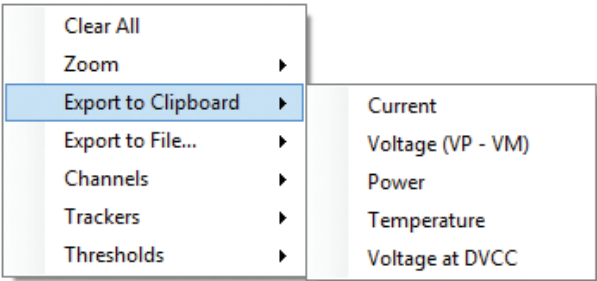 Clear All
Zoom
Export to Clipboard
Export to File...
Channels
Trackers
Thresholds
Current
Voltage (VP - VM)
Power
Temperature
Voltage at DVCC